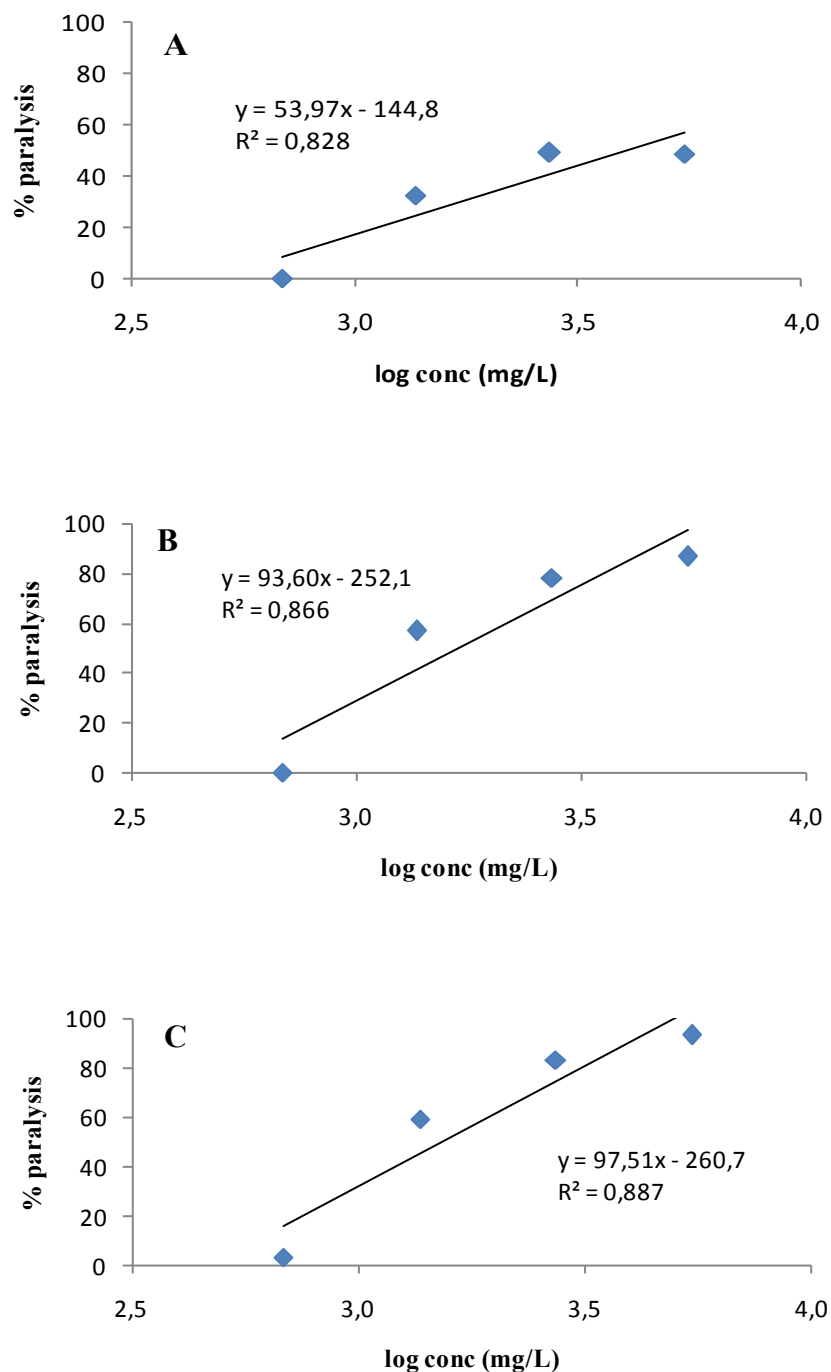 100
80
60
40
20
0
% paralysis
A
y = 53,97x - 144,8
R² = 0,828
2,5 3,0 3,5 4,0
log conc (mg/L)
100
80
60
40
20
0
% paralysis
B
y = 93,60x - 252,1
R² = 0,866
2,5 3,0 3,5 4,0
log conc (mg/L)
100
80
60
40
20
0
% paralysis
C
y = 97,51x - 260,7
R² = 0,887
2,5 3,0 3,5 4,0
log conc (mg/L)